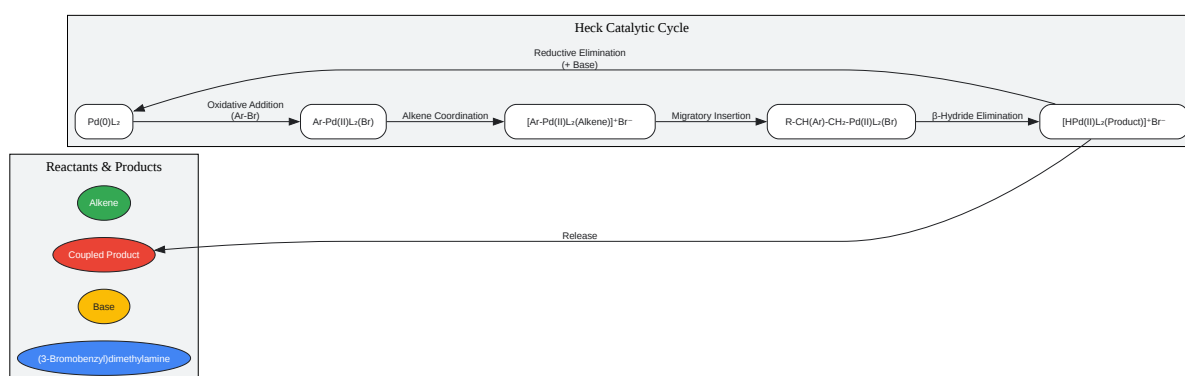 Heck Catalytic Cycle
Reductive Elimination
(+ Base)
Pd(0)L₂
Oxidative Addition
(Ar-Br)
Ar-Pd(II)L₂(Br)
Alkene Coordination
[Ar-Pd(II)L₂(Alkene)]⁺Br⁻
Migratory Insertion
R-CH(Ar)-CH₂-Pd(II)L₂(Br)
β-Hydride Elimination
[HPd(II)L₂(Product)]⁺Br⁻
Reactants & Products
Alkene
Coupled Product
Release
Base
(3-Bromobenzyl)dimethylamine